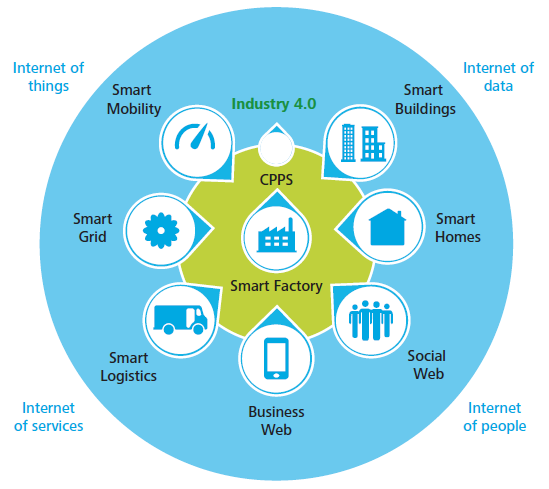 Internet of
things
Internet of
data
Smart
Mobility
Industry 4.0
Smart
Buildings
CPPS
Smart
Grid
Smart
Homes
Smart Factory
Smart
Logistics
Social
Web
Business
Web
Internet
of services
Internet
of people